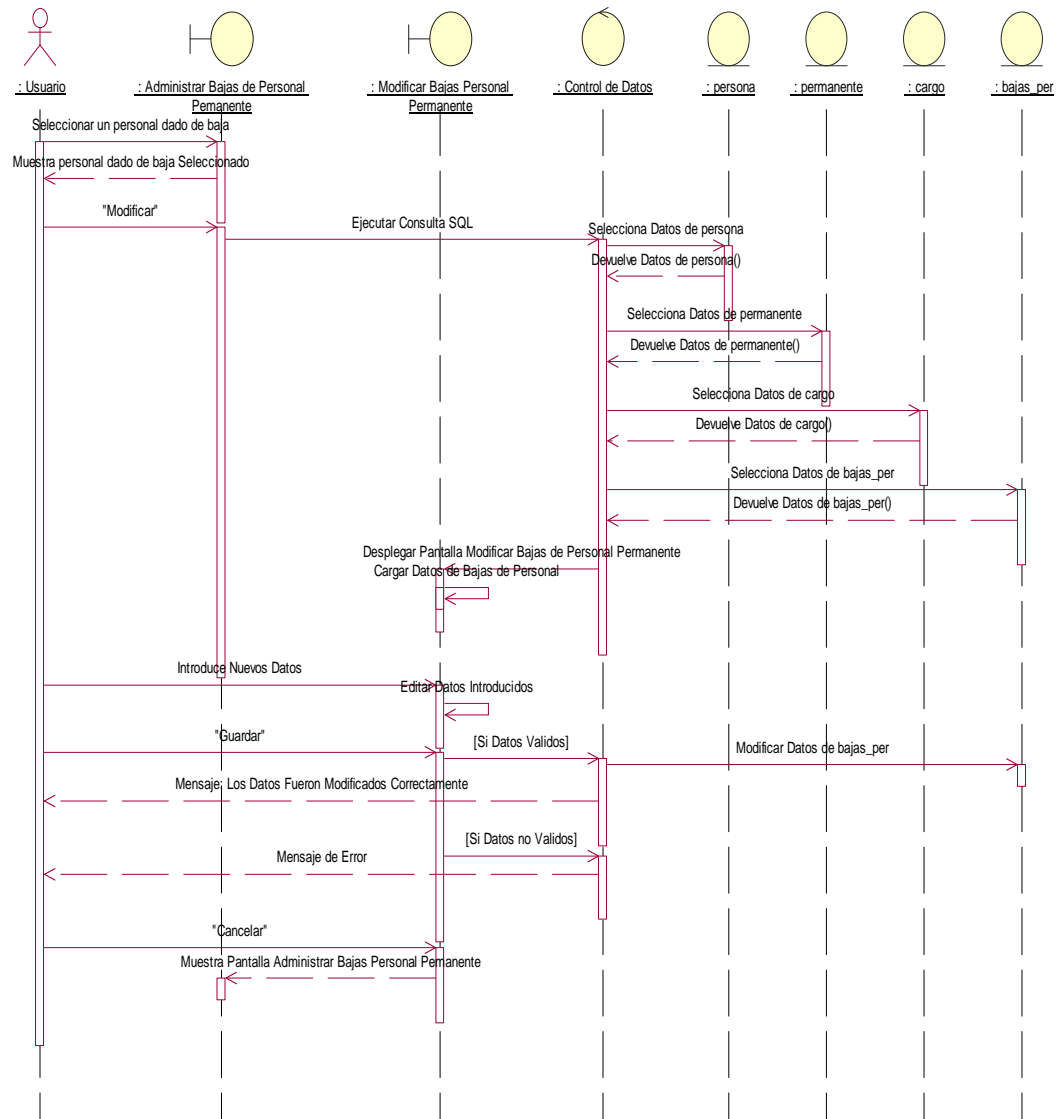 : Usuario
: Administrar Bajas de Personal
Pemanente
: Modificar Bajas Personal
Permanente
: Control de Datos
: persona
: permanente
: cargo
: bajas_per
Seleccionar un personal dado de baja
Muestra personal dado de baja Seleccionado
"Modificar"
Ejecutar Consulta SQL
Selecciona Datos de persona
Devuelve Datos de persona()
Selecciona Datos de permanente
Devuelve Datos de permanente()
Selecciona Datos de cargo
Devuelve Datos de cargo()
Selecciona Datos de bajas_per
Devuelve Datos de bajas_per()
Desplegar Pantalla Modificar Bajas de Personal Permanente
Cargar Datos de Bajas de Personal
Introduce Nuevos Datos
Editar Datos Introducidos
"Guardar"
[Si Datos Validos]
Modificar Datos de bajas_per
Mensaje: Los Datos Fueron Modificados Correctamente
[Si Datos no Validos]
Mensaje de Error
"Cancelar"
Muestra Pantalla Administrar Bajas Personal Pemanente